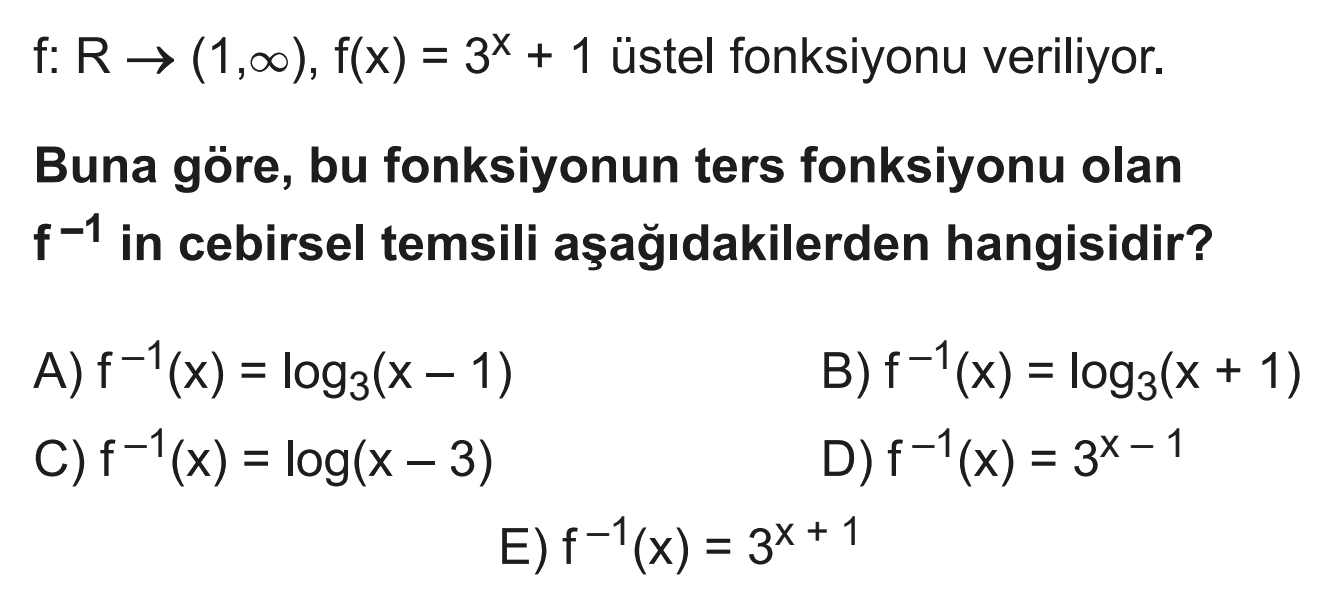 f: R → (1,∞), f(x) = 3ˣ + 1 üstel fonksiyonu veriliyor.
Buna göre, bu fonksiyonun ters fonksiyonu olan
f⁻¹ in cebirsel temsili aşağıdakilerden hangisidir?
A) f⁻¹(x) = log₃(x – 1) B) f⁻¹(x) = log₃(x + 1)
C) f⁻¹(x) = log(x – 3) D) f⁻¹(x) = 3ˣ ⁻ ¹
E) f⁻¹(x) = 3ˣ ⁺ ¹